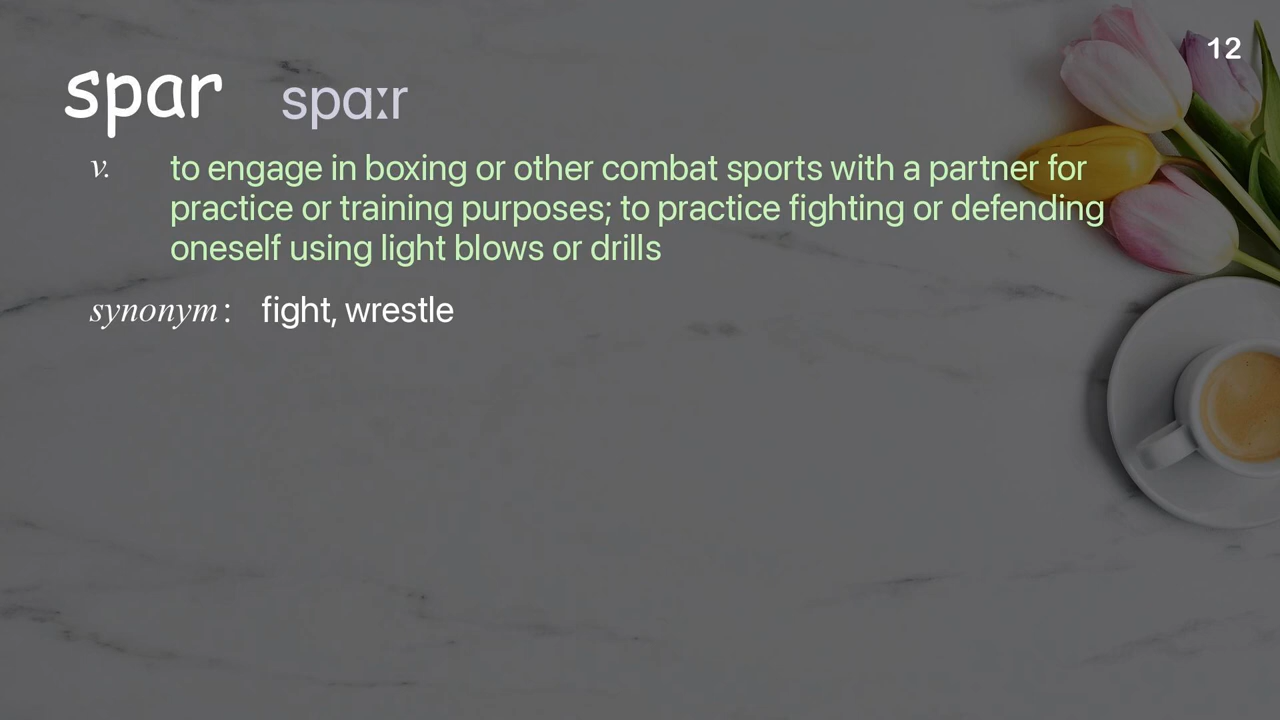 12
spar spɑːr
v. to engage in boxing or other combat sports with a partner for
practice or training purposes; to practice fighting or defending
oneself using light blows or drills
synonym: fight, wrestle